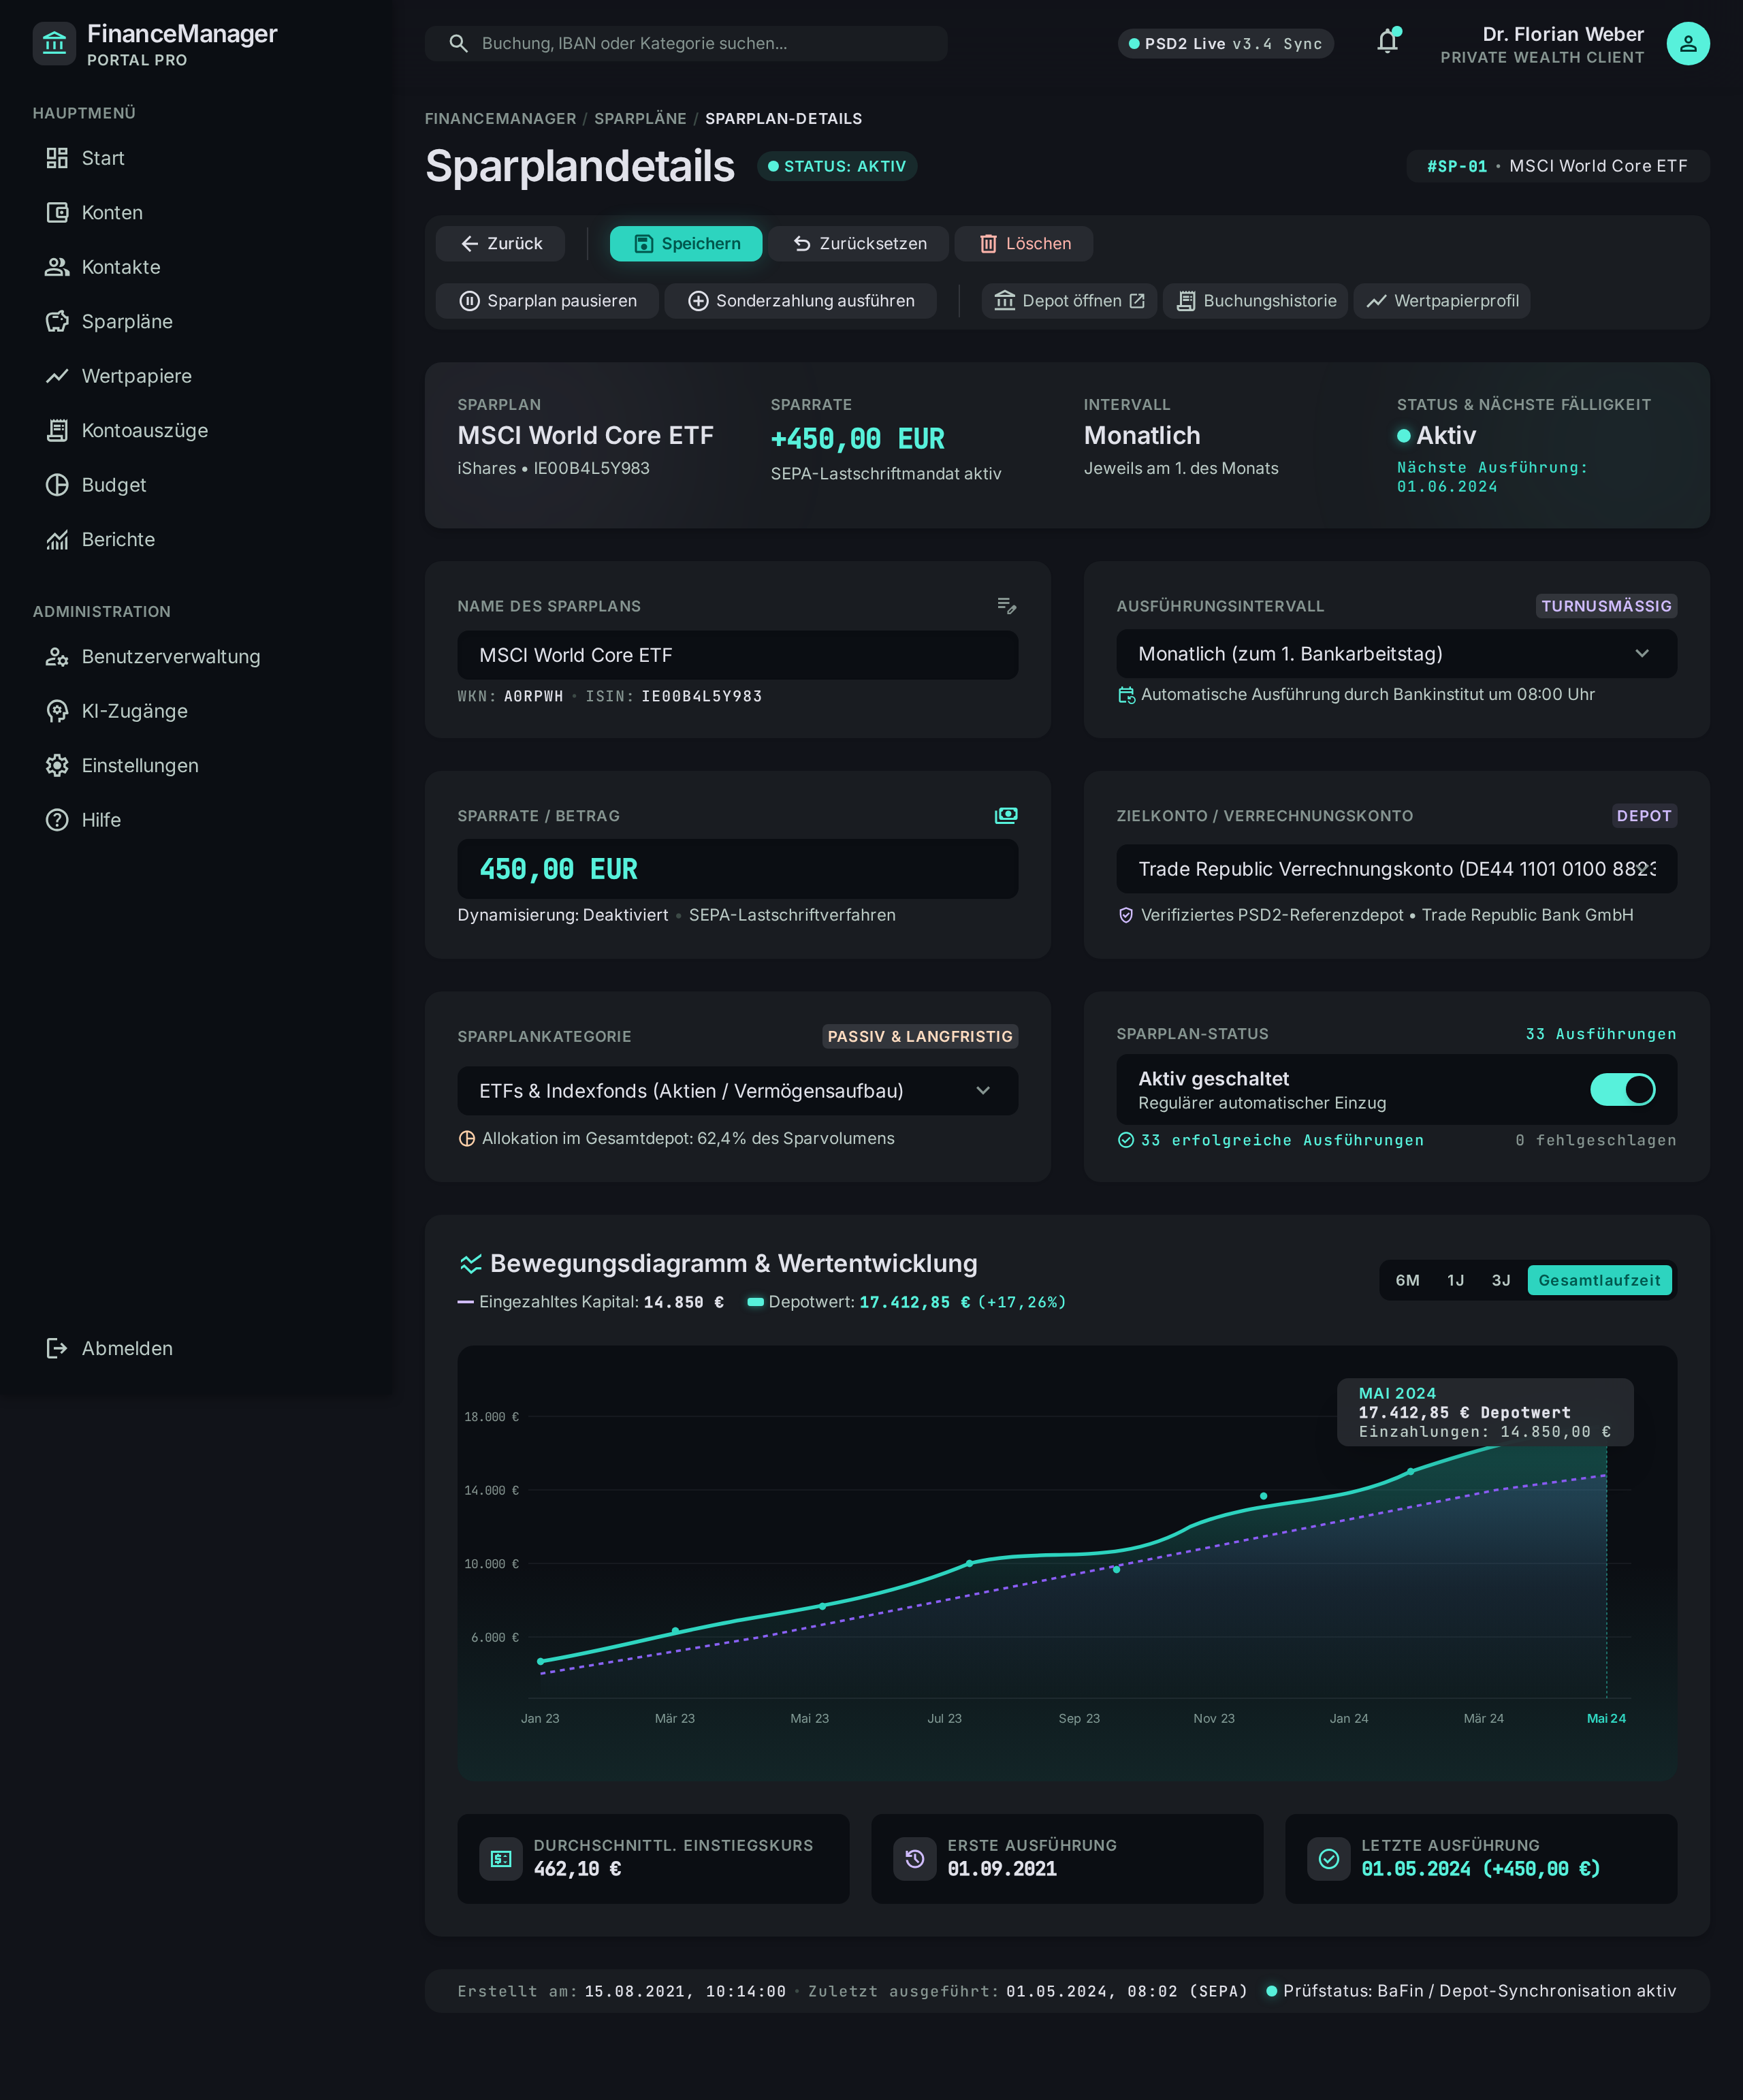 FinanceManager
PORTAL PRO
Buchung, IBAN oder Kategorie suchen...
PSD2 Live v3.4 Sync
Dr. Florian Weber
PRIVATE WEALTH CLIENT
HAUPTMENÜ
Start
Konten
Kontakte
Sparpläne
Wertpapiere
Kontoauszüge
Budget
Berichte
ADMINISTRATION
Benutzerverwaltung
KI-Zugänge
Einstellungen
Hilfe
Abmelden
FINANCEMANAGER / SPARPLÄNE / SPARPLAN-DETAILS
Sparplandetails
STATUS: AKTIV
#SP-01 • MSCI World Core ETF
Zurück
Speichern
Zurücksetzen
Löschen
Sparplan pausieren
Sonderzahlung ausführen
Depot öffnen
Buchungshistorie
Wertpapierprofil
SPARPLAN
MSCI World Core ETF
iShares • IE00B4L5Y983
SPARRATE
+450,00 EUR
SEPA-Lastschriftmandat aktiv
INTERVALL
Monatlich
Jeweils am 1. des Monats
STATUS & NÄCHSTE FÄLLIGKEIT
Aktiv
Nächste Ausführung:
01.06.2024
NAME DES SPARPLANS
MSCI World Core ETF
WKN: A0RPWH • ISIN: IE00B4L5Y983
AUSFÜHRUNGSINTERVALL
TURNUSMÄSSIG
Monatlich (zum 1. Bankarbeitstag)
Automatische Ausführung durch Bankinstitut um 08:00 Uhr
SPARRATE / BETRAG
450,00 EUR
Dynamisierung: Deaktiviert • SEPA-Lastschriftverfahren
ZIELKONTO / VERRECHNUNGSKONTO
DEPOT
Trade Republic Verrechnungskonto (DE44 1101 0100 8823
Verifiziertes PSD2-Referenzdepot • Trade Republic Bank GmbH
SPARPLANKATEGORIE
PASSIV & LANGFRISTIG
ETFs & Indexfonds (Aktien / Vermögensaufbau)
Allokation im Gesamtdepot: 62,4% des Sparvolumens
SPARPLAN-STATUS
33 Ausführungen
Aktiv geschaltet
Regulärer automatischer Einzug
33 erfolgreiche Ausführungen
0 fehlgeschlagen
Bewegungsdiagramm & Wertentwicklung
Eingezahltes Kapital: 14.850 €
Depotwert: 17.412,85 € (+17,26%)
6M
1J
3J
Gesamtlaufzeit
MAI 2024
17.412,85 € Depotwert
Einzahlungen: 14.850,00 €
18.000 €
14.000 €
10.000 €
6.000 €
Jan 23
Mär 23
Mai 23
Jul 23
Sep 23
Nov 23
Jan 24
Mär 24
Mai 24
DURCHSCHNITTL. EINSTIEGSKURS
462,10 €
ERSTE AUSFÜHRUNG
01.09.2021
LETZTE AUSFÜHRUNG
01.05.2024 (+450,00 €)
Erstellt am: 15.08.2021, 10:14:00 • Zuletzt ausgeführt: 01.05.2024, 08:02 (SEPA)
Prüfstatus: BaFin / Depot-Synchronisation aktiv